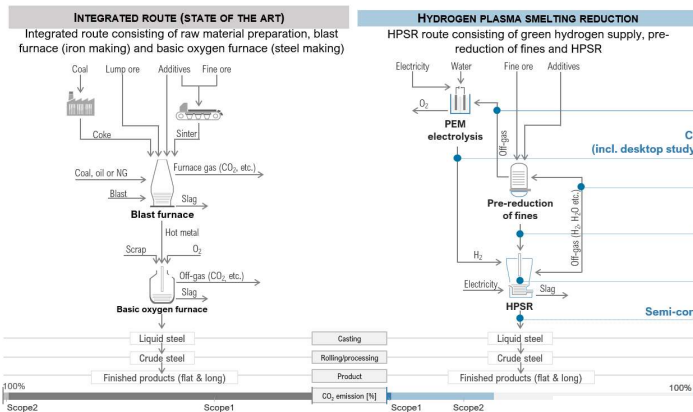 INTEGRATED ROUTE (STATE OF THE ART)
Integrated route consisting of raw material preparation, blast
furnace (iron making) and basic oxygen furnace (steel making)
Coal
Lump ore
Additives
Fine ore
Coke
Sinter
Coal, oil or NG
Furnace gas (CO2, etc.)
Blast
Slag
Blast furnace
Hot metal
Scrap
O2
Off-gas (CO2, etc.)
Slag
Basic oxygen furnace
Liquid steel
Crude steel
Finished products (flat & long)
100%
Scope2
Scope1
Casting
Rolling/processing
Product
CO2 emission [%]
HYDROGEN PLASMA SMELTING REDUCTION
HPSR route consisting of green hydrogen supply, pre-
reduction of fines and HPSR
Electricity
Water
Fine ore
Additives
O2
PEM
electrolysis
Off-gas
C
(incl. desktop study
Pre-reduction
of fines
Off-gas (H2, H2O etc.)
H2
Electricity
Slag
HPSR
Semi-con
Liquid steel
Crude steel
Finished products (flat & long)
100%
Scope1
Scope2